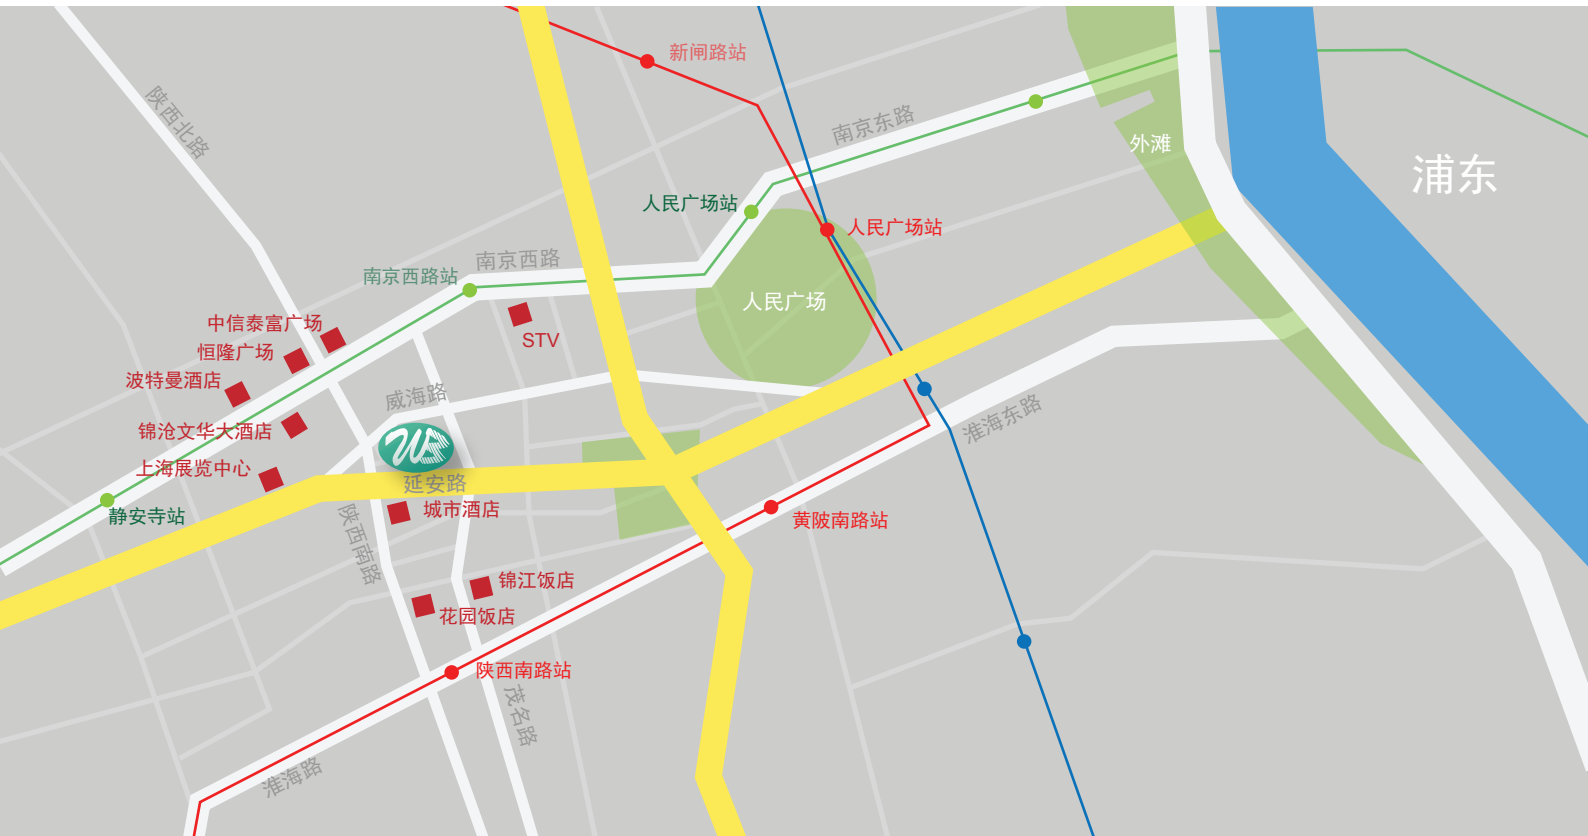 新闸路站
陕西北路
南京东路
外滩
浦东
人民广场站
人民广场站
南京西路
南京西路站
人民广场
中信泰富广场
STV
恒隆广场
波特曼酒店
威海路
淮海东路
锦沧文华大酒店
上海展览中心
延安路
静安寺站
城市酒店
黄陂南路站
陕西南路
锦江饭店
花园饭店
陕西南路站
茂名路
淮海路